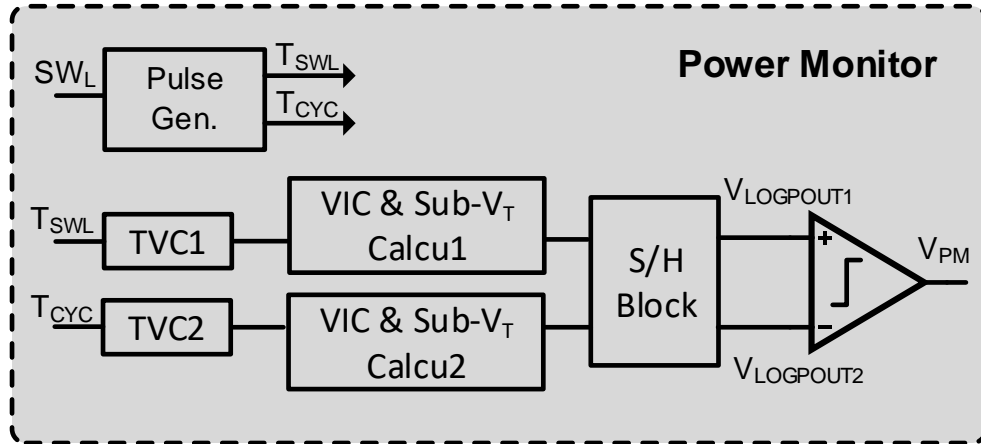 Power Monitor
SWL
Pulse
Gen.
TSWL
TCYC
TSWL
TVC1
VIC & Sub-VT
Calcu1
TCYC
TVC2
VIC & Sub-VT
Calcu2
S/H
Block
VLOGPOUT1
+
−
VLOGPOUT2
VPM